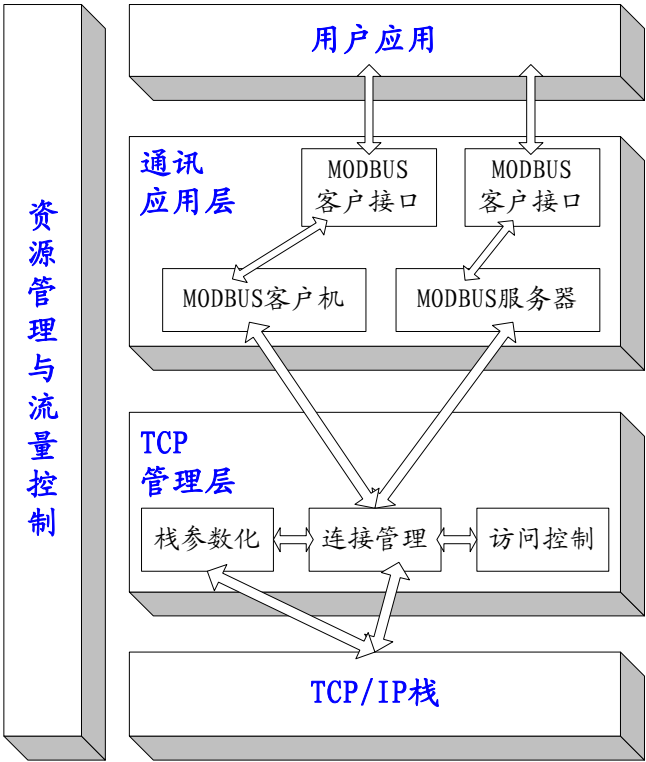 资源管理与流量控制
用户应用
通讯
应用层
MODBUS
客户接口
MODBUS
客户接口
MODBUS客户机
MODBUS服务器
TCP
管理层
栈参数化
连接管理
访问控制
TCP/IP栈